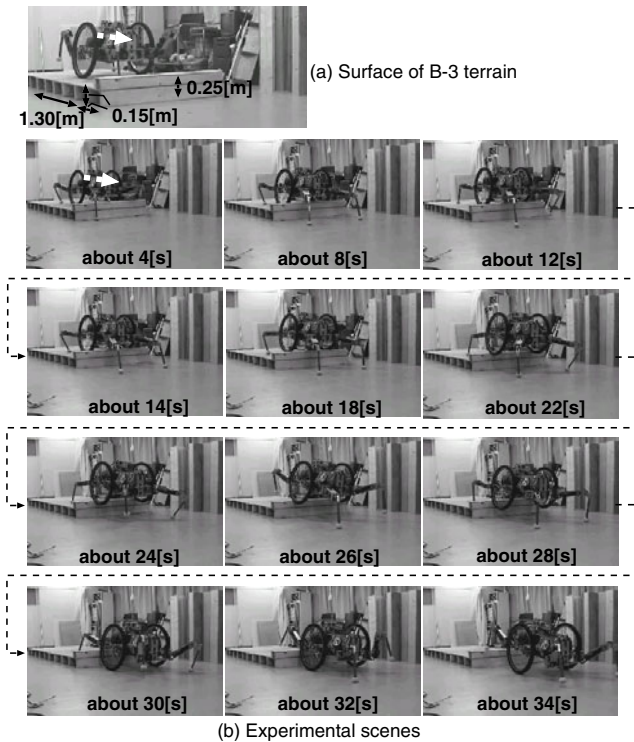 (a) Surface of B-3 terrain
0.25[m]
1.30[m]
0.15[m]
about 4[s]
about 8[s]
about 12[s]
about 14[s]
about 18[s]
about 22[s]
about 24[s]
about 26[s]
about 28[s]
about 30[s]
about 32[s]
about 34[s]
(b) Experimental scenes